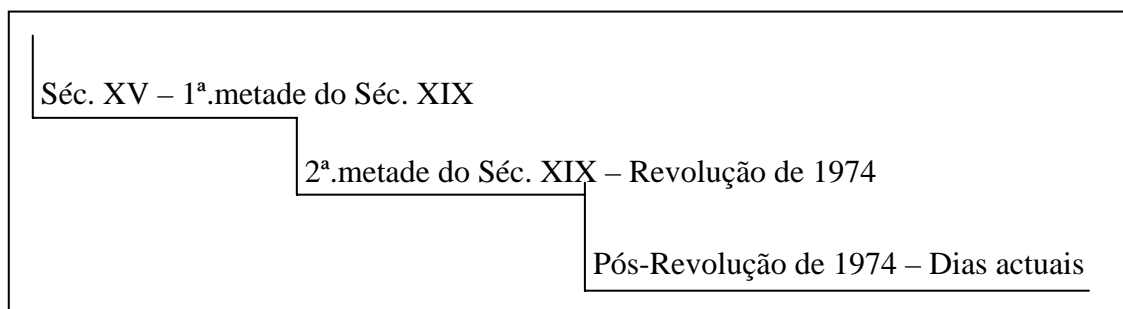 Séc. XV – 1ª.metade do Séc. XIX
2ª.metade do Séc. XIX – Revolução de 1974
Pós-Revolução de 1974 – Dias actuais